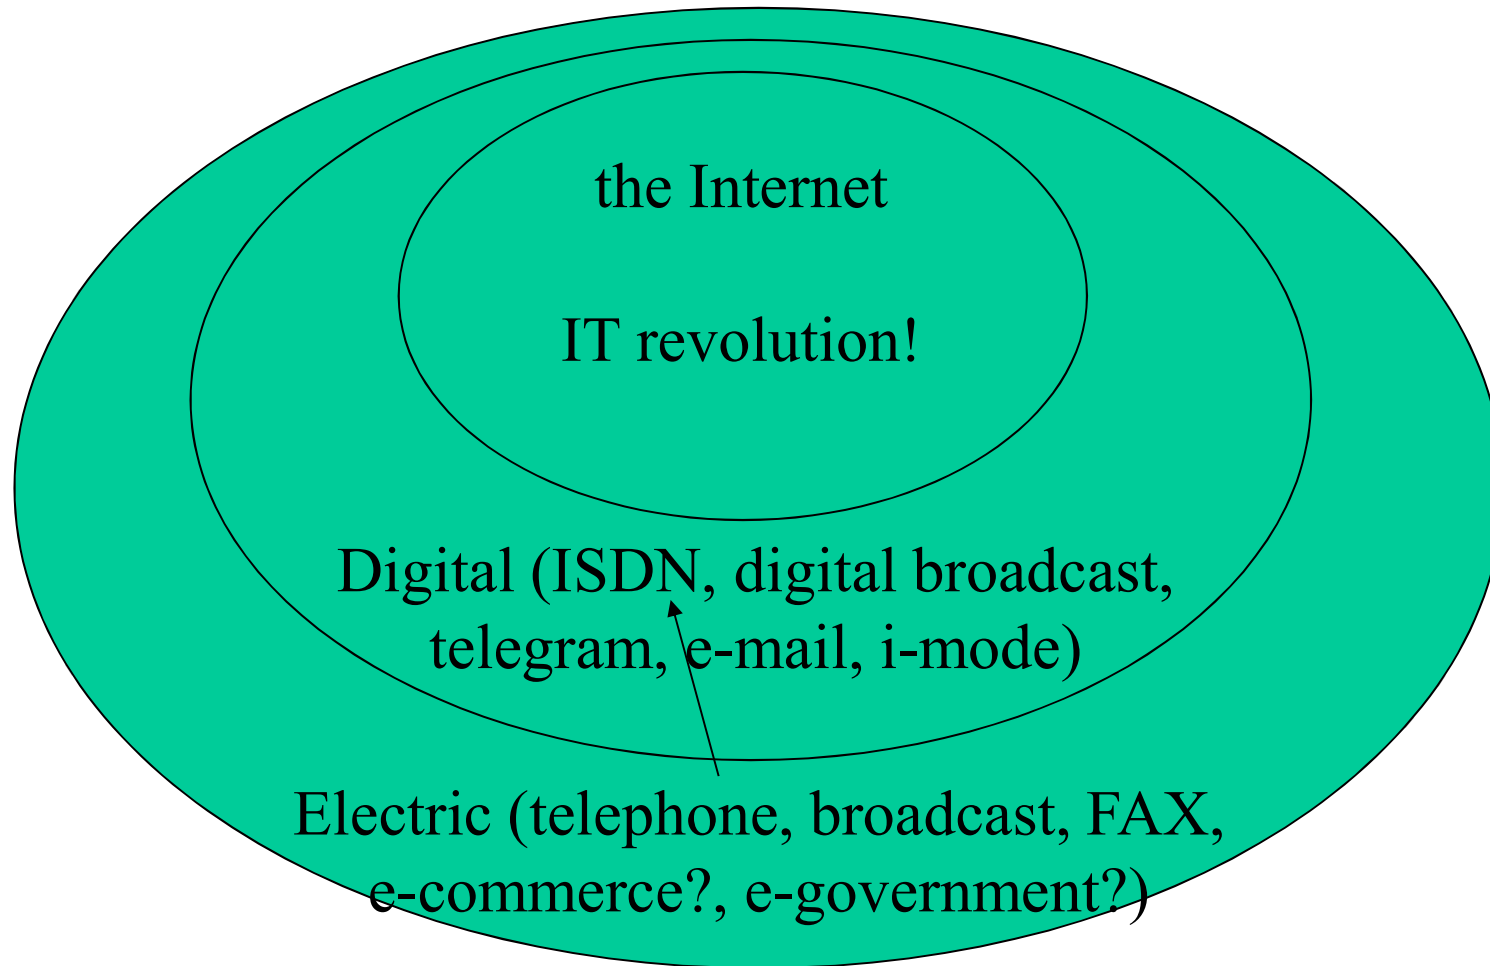 the Internet
IT revolution!
Digital (ISDN, digital broadcast,
telegram, e-mail, i-mode)
Electric (telephone, broadcast, FAX,
e-commerce?, e-government?)